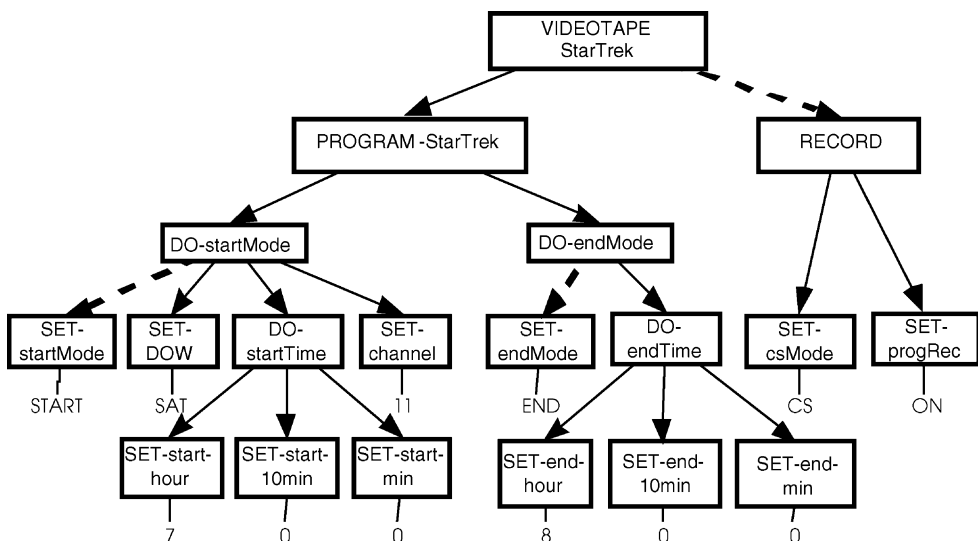 VIDEOTAPE
StarTrek
PROGRAM -StarTrek
RECORD
DO-startMode
DO-endMode
SET-
startMode
SET-
DOW
DO-
startTime
SET-
channel
SET-
endMode
DO-
endTime
SET-
csMode
SET-
progRec
START
SAT
11
END
CS
ON
SET-start-
hour
SET-start-
10min
SET-start-
min
SET-end-
hour
SET-end-
10min
SET-end-
min
7
0
0
8
0
0